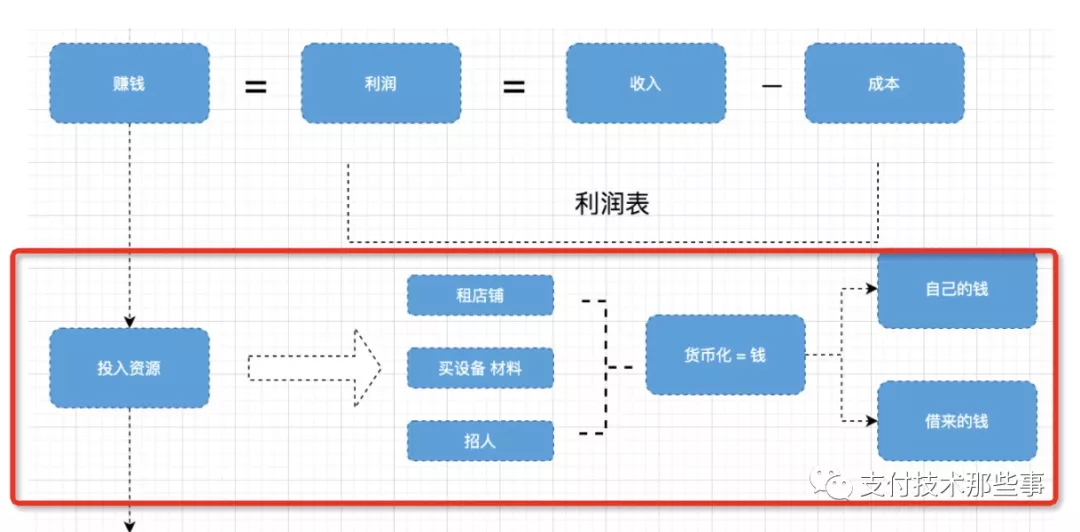 赚钱 = 利润 = 收入 — 成本
利润表
租店铺
自己的钱
投入资源
买设备 材料
货币化 = 钱
招人
借来的钱
支付技术那些事